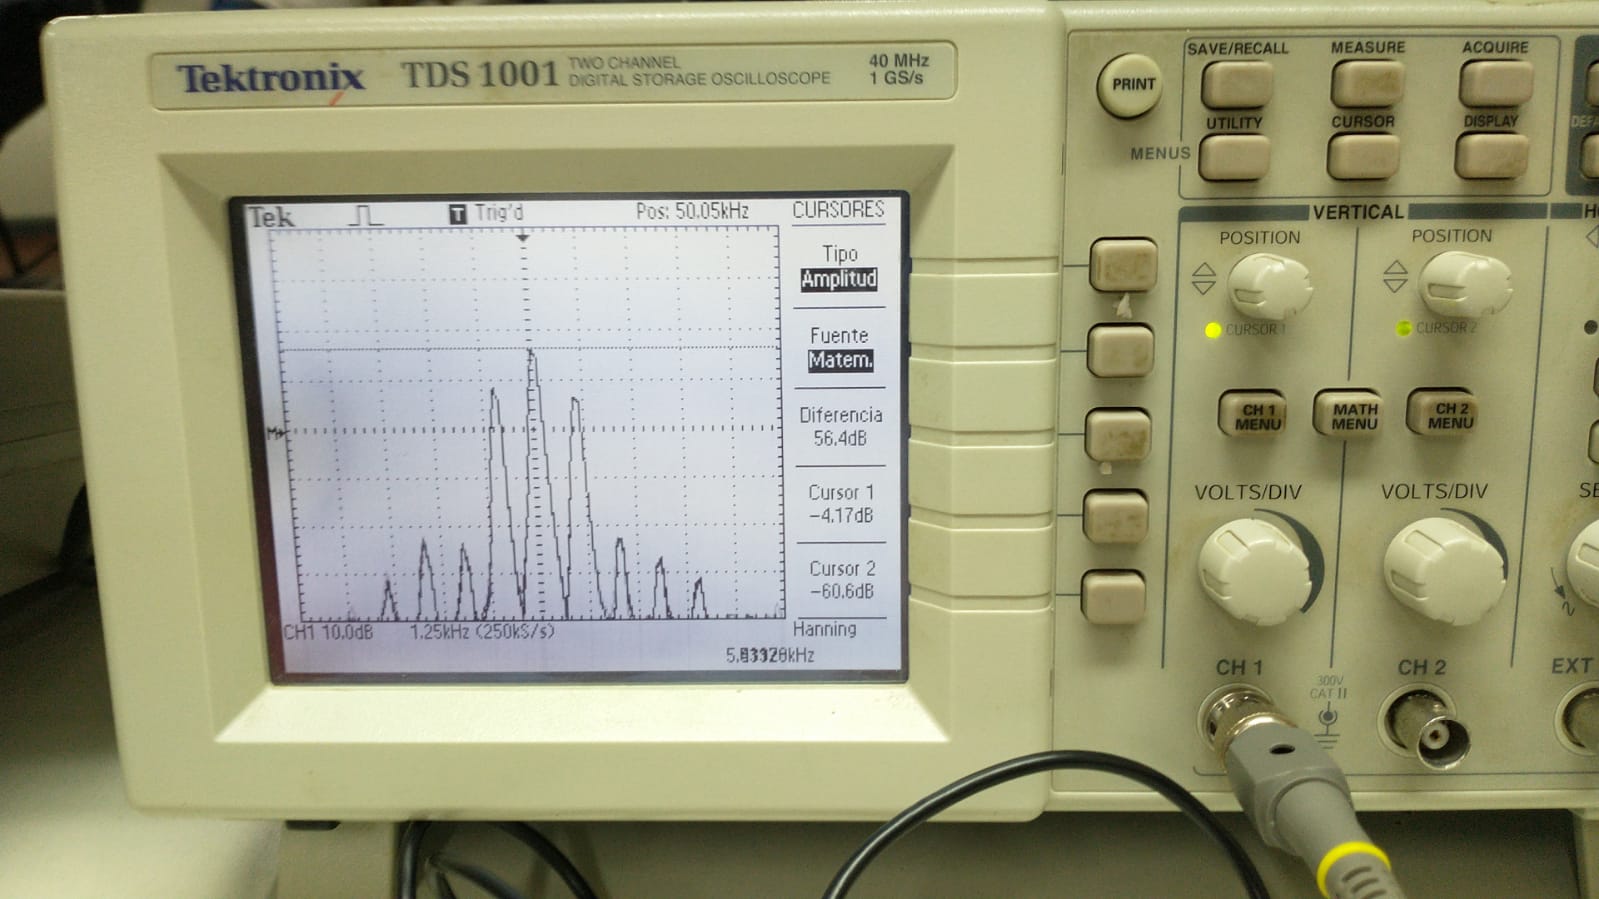 Tektronix TDS 1001 TWO CHANNEL DIGITAL STORAGE OSCILLOSCOPE 40 MHz 1 GS/s
Tek T Trig'd Pos: 50.05kHz CURSORES
Tipo
Amplitud
Fuente
Matem.
Diferencia
56.4dB
Cursor 1
-4.17dB
Cursor 2
-60.6dB
M
CH1 10.0dB 1.25kHz (250kS/s) Hanning
PRINT
SAVE/RECALL MEASURE ACQUIRE
UTILITY CURSOR DISPLAY
MENUS
VERTICAL
POSITION POSITION
CURSOR 1 CURSOR 2
CH 1 MENU
MATH MENU
CH 2 MENU
VOLTS/DIV VOLTS/DIV
CH 1 CH 2 EXT
300V
CAT II